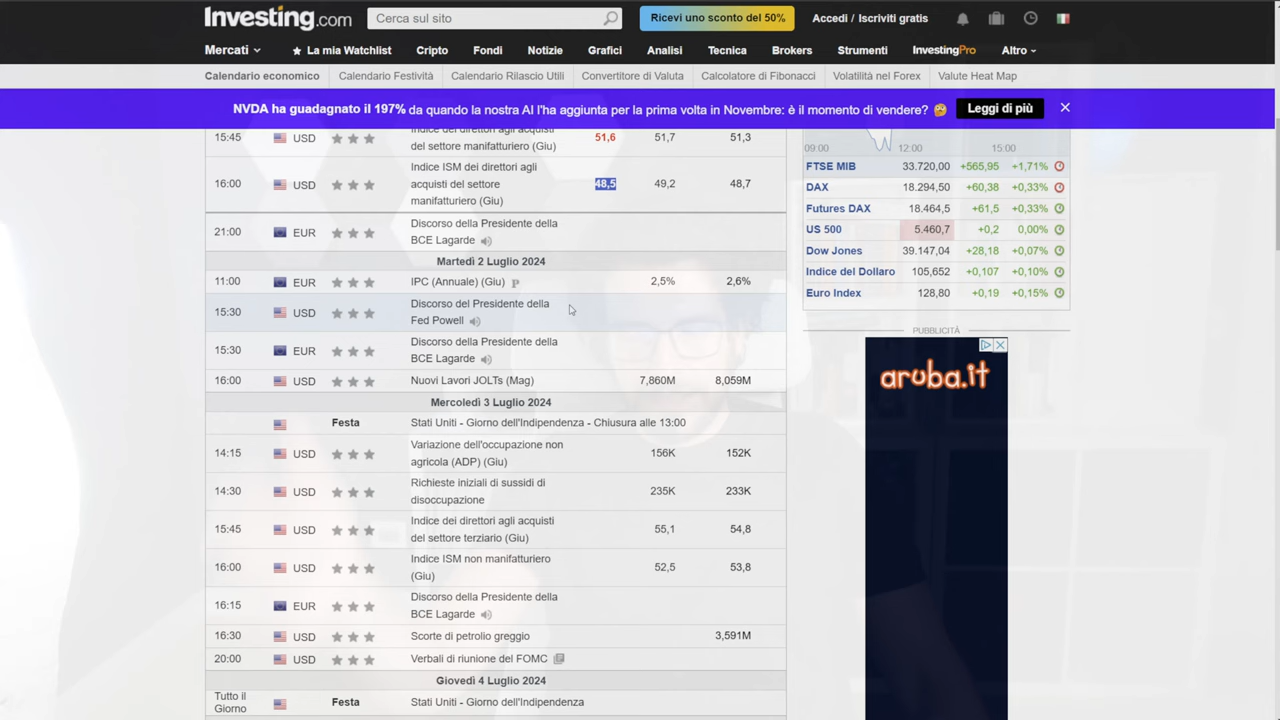 Investing.com
Cerca sul sito
Ricevi uno sconto del 50%
Accedi / Iscriviti gratis
Mercati
★ La mia Watchlist
Cripto
Fondi
Notizie
Grafici
Analisi
Tecnica
Brokers
Strumenti
InvestingPro
Altro
Calendario economico
Calendario Festività
Calendario Rilascio Utili
Convertitore di Valuta
Calcolatore di Fibonacci
Volatilità nel Forex
Valute Heat Map
NVDA ha guadagnato il 197% da quando la nostra AI l'ha aggiunta per la prima volta in Novembre: è il momento di vendere? 🤔
Leggi di più
15:45 USD Indice dei direttori agli acquisti 51,6 51,7 51,3
del settore manifatturiero (Giu)
Indice ISM dei direttori agli
16:00 USD acquisti del settore 48,5 49,2 48,7
manifatturiero (Giu)
Discorso della Presidente della
21:00 EUR
BCE Lagarde
Martedì 2 Luglio 2024
11:00 EUR IPC (Annuale) (Giu) P 2,5% 2,6%
Discorso del Presidente della
15:30 USD
Fed Powell
Discorso della Presidente della
15:30 EUR
BCE Lagarde
16:00 USD Nuovi Lavori JOLTs (Mag) 7,860M 8,059M
Mercoledì 3 Luglio 2024
Festa Stati Uniti - Giorno dell'Indipendenza - Chiusura alle 13:00
Variazione dell'occupazione non
14:15 USD 156K 152K
agricola (ADP) (Giu)
Richieste iniziali di sussidi di
14:30 USD 235K 233K
disoccupazione
Indice dei direttori agli acquisti
15:45 USD 55,1 54,8
del settore terziario (Giu)
Indice ISM non manifatturiero
16:00 USD 52,5 53,8
(Giu)
Discorso della Presidente della
16:15 EUR
BCE Lagarde
16:30 USD Scorte di petrolio greggio 3,591M
20:00 USD Verbali di riunione del FOMC
Giovedì 4 Luglio 2024
Tutto il
Giorno
Festa Stati Uniti - Giorno dell'Indipendenza
09:00 12:00 15:00
FTSE MIB 33.720,00 +565,95 +1,71%
DAX 18.294,50 +60,38 +0,33%
Futures DAX 18.464,5 +61,5 +0,33%
US 500 5.460,7 +0,2 0,00%
Dow Jones 39.147,04 +28,18 +0,07%
Indice del Dollaro 105,652 +0,107 +0,10%
Euro Index 128,80 +0,19 +0,15%
PUBBLICITÀ
aruba.it